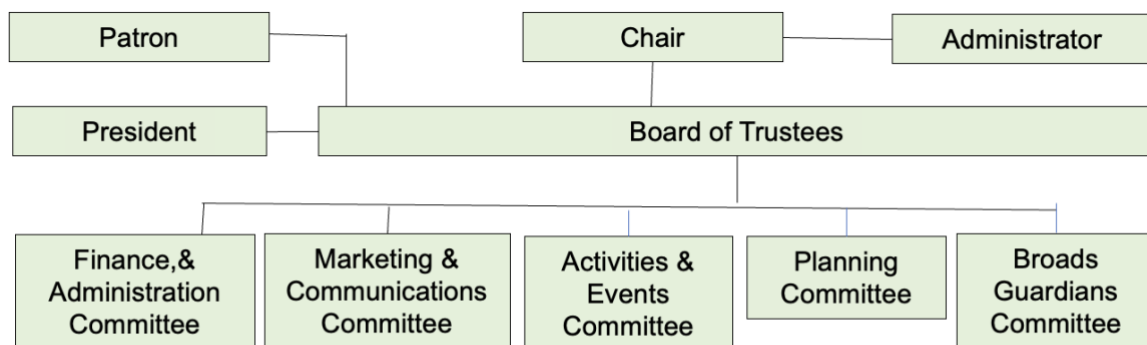 Patron
Chair
Administrator
President
Board of Trustees
Finance,&
Administration
Committee
Marketing &
Communications
Committee
Activities &
Events
Committee
Planning
Committee
Broads
Guardians
Committee